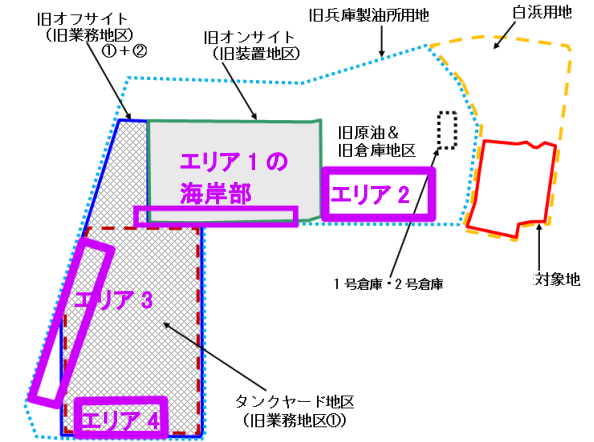 旧オフサイト
（旧業務地区）
①＋②
旧オンサイト
（旧装置地区）
旧兵庫製油所用地
白浜用地
旧原油＆
旧倉庫地区
エリア１の
海岸部
エリア２
１号倉庫・２号倉庫
対象地
エリア３
タンクヤード地区
（旧業務地区①）
エリア４